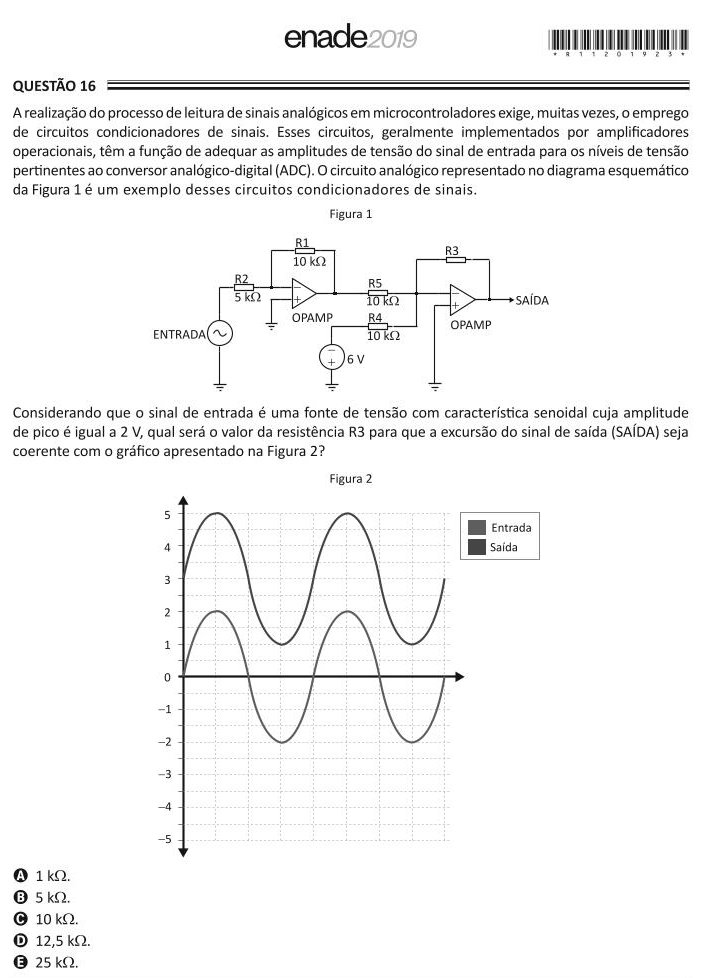 enade2019
* R 1 1 2 0 1 9 2 3 *
QUESTÃO 16
A realização do processo de leitura de sinais analógicos em microcontroladores exige, muitas vezes, o emprego
de circuitos condicionadores de sinais. Esses circuitos, geralmente implementados por amplificadores
operacionais, têm a função de adequar as amplitudes de tensão do sinal de entrada para os níveis de tensão
pertinentes ao conversor analógico-digital (ADC). O circuito analógico representado no diagrama esquemático
da Figura 1 é um exemplo desses circuitos condicionadores de sinais.
Figura 1
R1
10 kΩ
R3
R2
5 kΩ
−
+
OPAMP
R5
10 kΩ
−
+
SAÍDA
OPAMP
R4
10 kΩ
ENTRADA
−
+
6 V
Considerando que o sinal de entrada é uma fonte de tensão com característica senoidal cuja amplitude
de pico é igual a 2 V, qual será o valor da resistência R3 para que a excursão do sinal de saída (SAÍDA) seja
coerente com o gráfico apresentado na Figura 2?
Figura 2
5
4
3
2
1
0
−1
−2
−3
−4
−5
Entrada
Saída
A 1 kΩ.
B 5 kΩ.
C 10 kΩ.
D 12,5 kΩ.
E 25 kΩ.